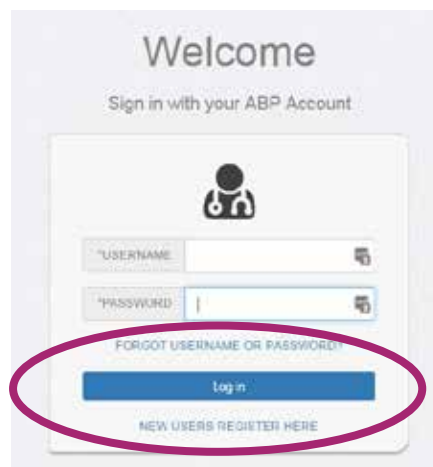 Welcome
Sign in with your ABP Account
*USERNAME
*PASSWORD
FORGOT USERNAME OR PASSWORD?
Log in
NEW USERS REGISTER HERE